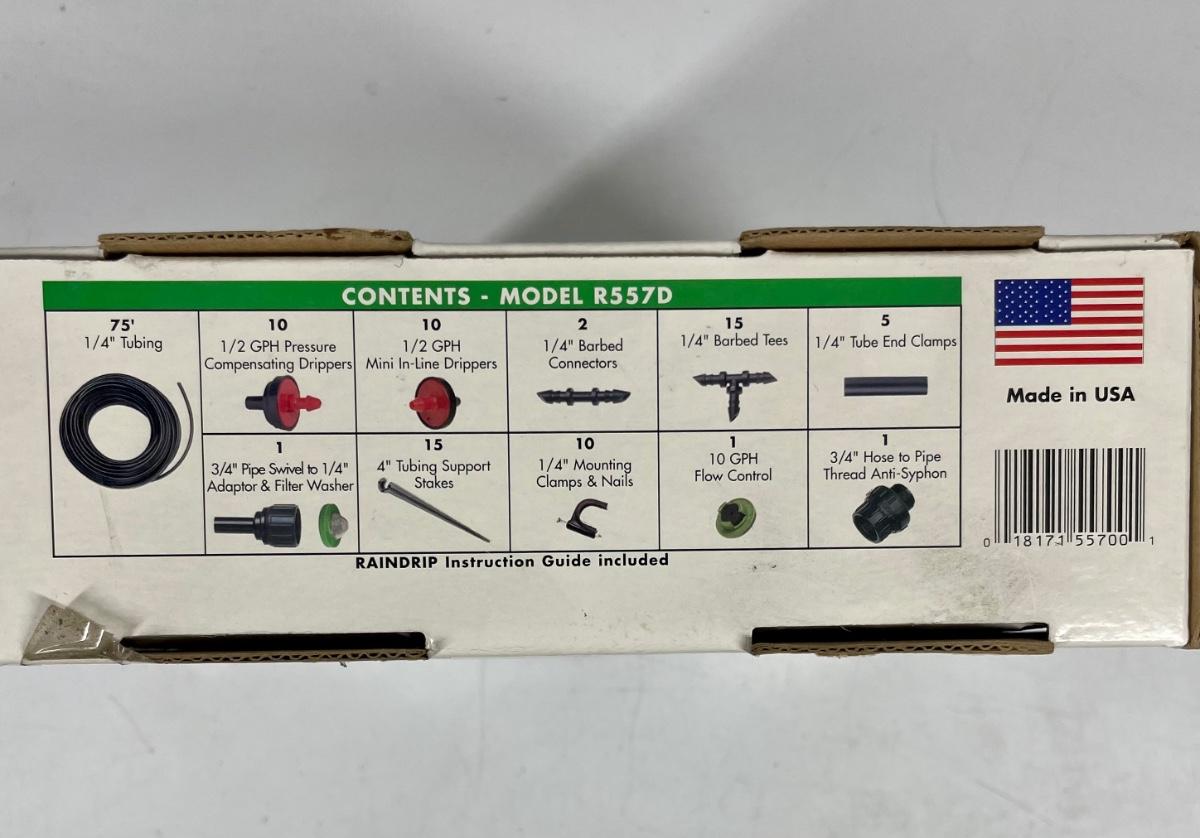 CONTENTS - MODEL R557D
75'
1/4" Tubing
10
1/2 GPH Pressure
Compensating Drippers
10
1/2 GPH
Mini In-Line Drippers
2
1/4" Barbed
Connectors
15
1/4" Barbed Tees
5
1/4" Tube End Clamps
1
3/4" Pipe Swivel to 1/4"
Adaptor & Filter Washer
15
4" Tubing Support
Stakes
10
1/4" Mounting
Clamps & Nails
1
10 GPH
Flow Control
1
3/4" Hose to Pipe
Thread Anti-Syphon
RAINDRIP Instruction Guide included
Made in USA
0 18171 55700 1